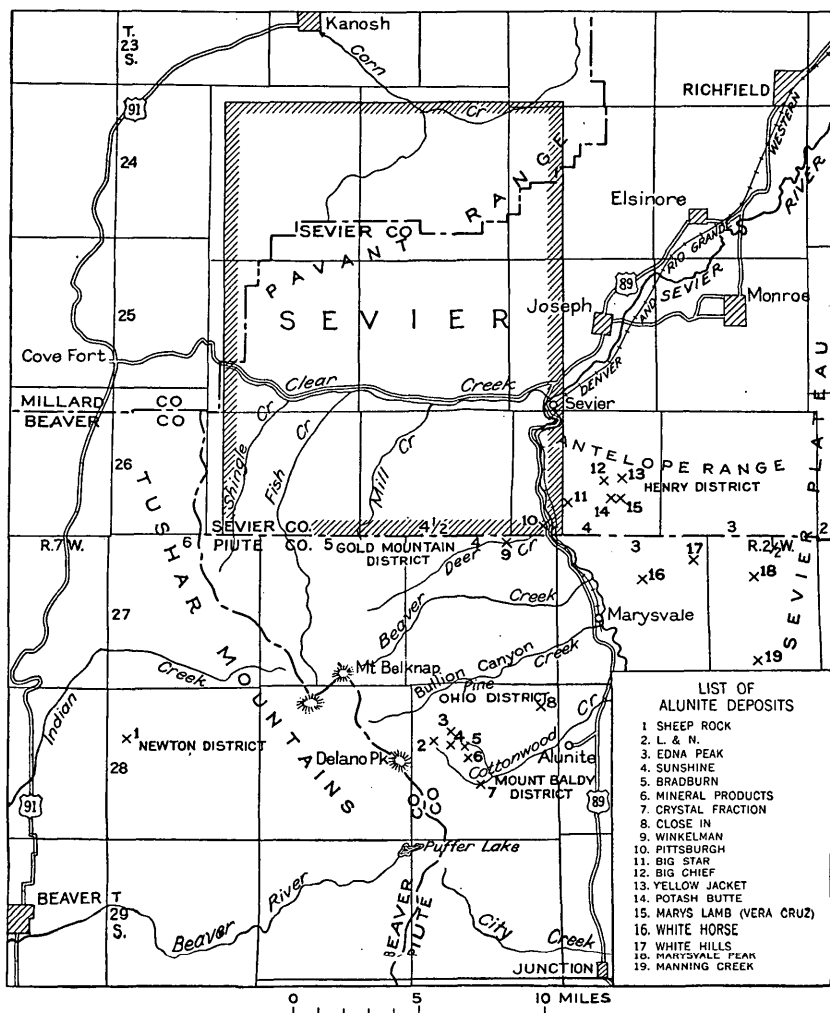 T.
23
S.
Kanosh
Corn
Cr
91
RICHFIELD
24
WESTERN
Elsinore
RIVER
SEVIER CO
PAVANT RANGE
RIO GRANDE
89
SEVIER
25
SEVIER
Joseph
AND
Monroe
Cove Fort
DENVER
Clear Creek
Sevier
MILLARD CO
BEAVER CO
Shingle Cr
Fish Cr
Mill Cr
26
ANTELOPE RANGE
12 13
HENRY DISTRICT
11
14 15
SEVIER PLATEAU
TUSHAR MOUNTAINS
SEVIER CO. 4 1/2 10 4 3 2
R.7 W. 6 PIUTE CO. 5 GOLD MOUNTAIN DISTRICT 4 9 3 17 R.2½W.
Deer Cr
16 18
Beaver Creek
27
Marysvale
19
Bullion Canyon
Creek
Mt Belknap
Pine
Indian Creek
OHIO DISTRICT
8
1
NEWTON DISTRICT
28
2 3 4 5
6
Cottonwood Cr
Alunite
Delano Pk
MOUNT BALDY
DISTRICT
7
91
CO CO
89
Puffer Lake
BEAVER
T
29
S.
Beaver River
BEAVER
PIUTE
City Creek
JUNCTION
LIST OF
ALUNITE DEPOSITS
1 SHEEP ROCK
2 L. & N.
3 EDNA PEAK
4 SUNSHINE
5 BRADBURN
6 MINERAL PRODUCTS
7 CRYSTAL FRACTION
8 CLOSE IN
9 WINKELMAN
10 PITTSBURGH
11 BIG STAR
12 BIG CHIEF
13 YELLOW JACKET
14 POTASH BUTTE
15 MARYS LAMB (VERA CRUZ)
16 WHITE HORSE
17 WHITE HILLS
18. MARYSVALE PEAK
19. MANNING CREEK
0 5 10 MILES